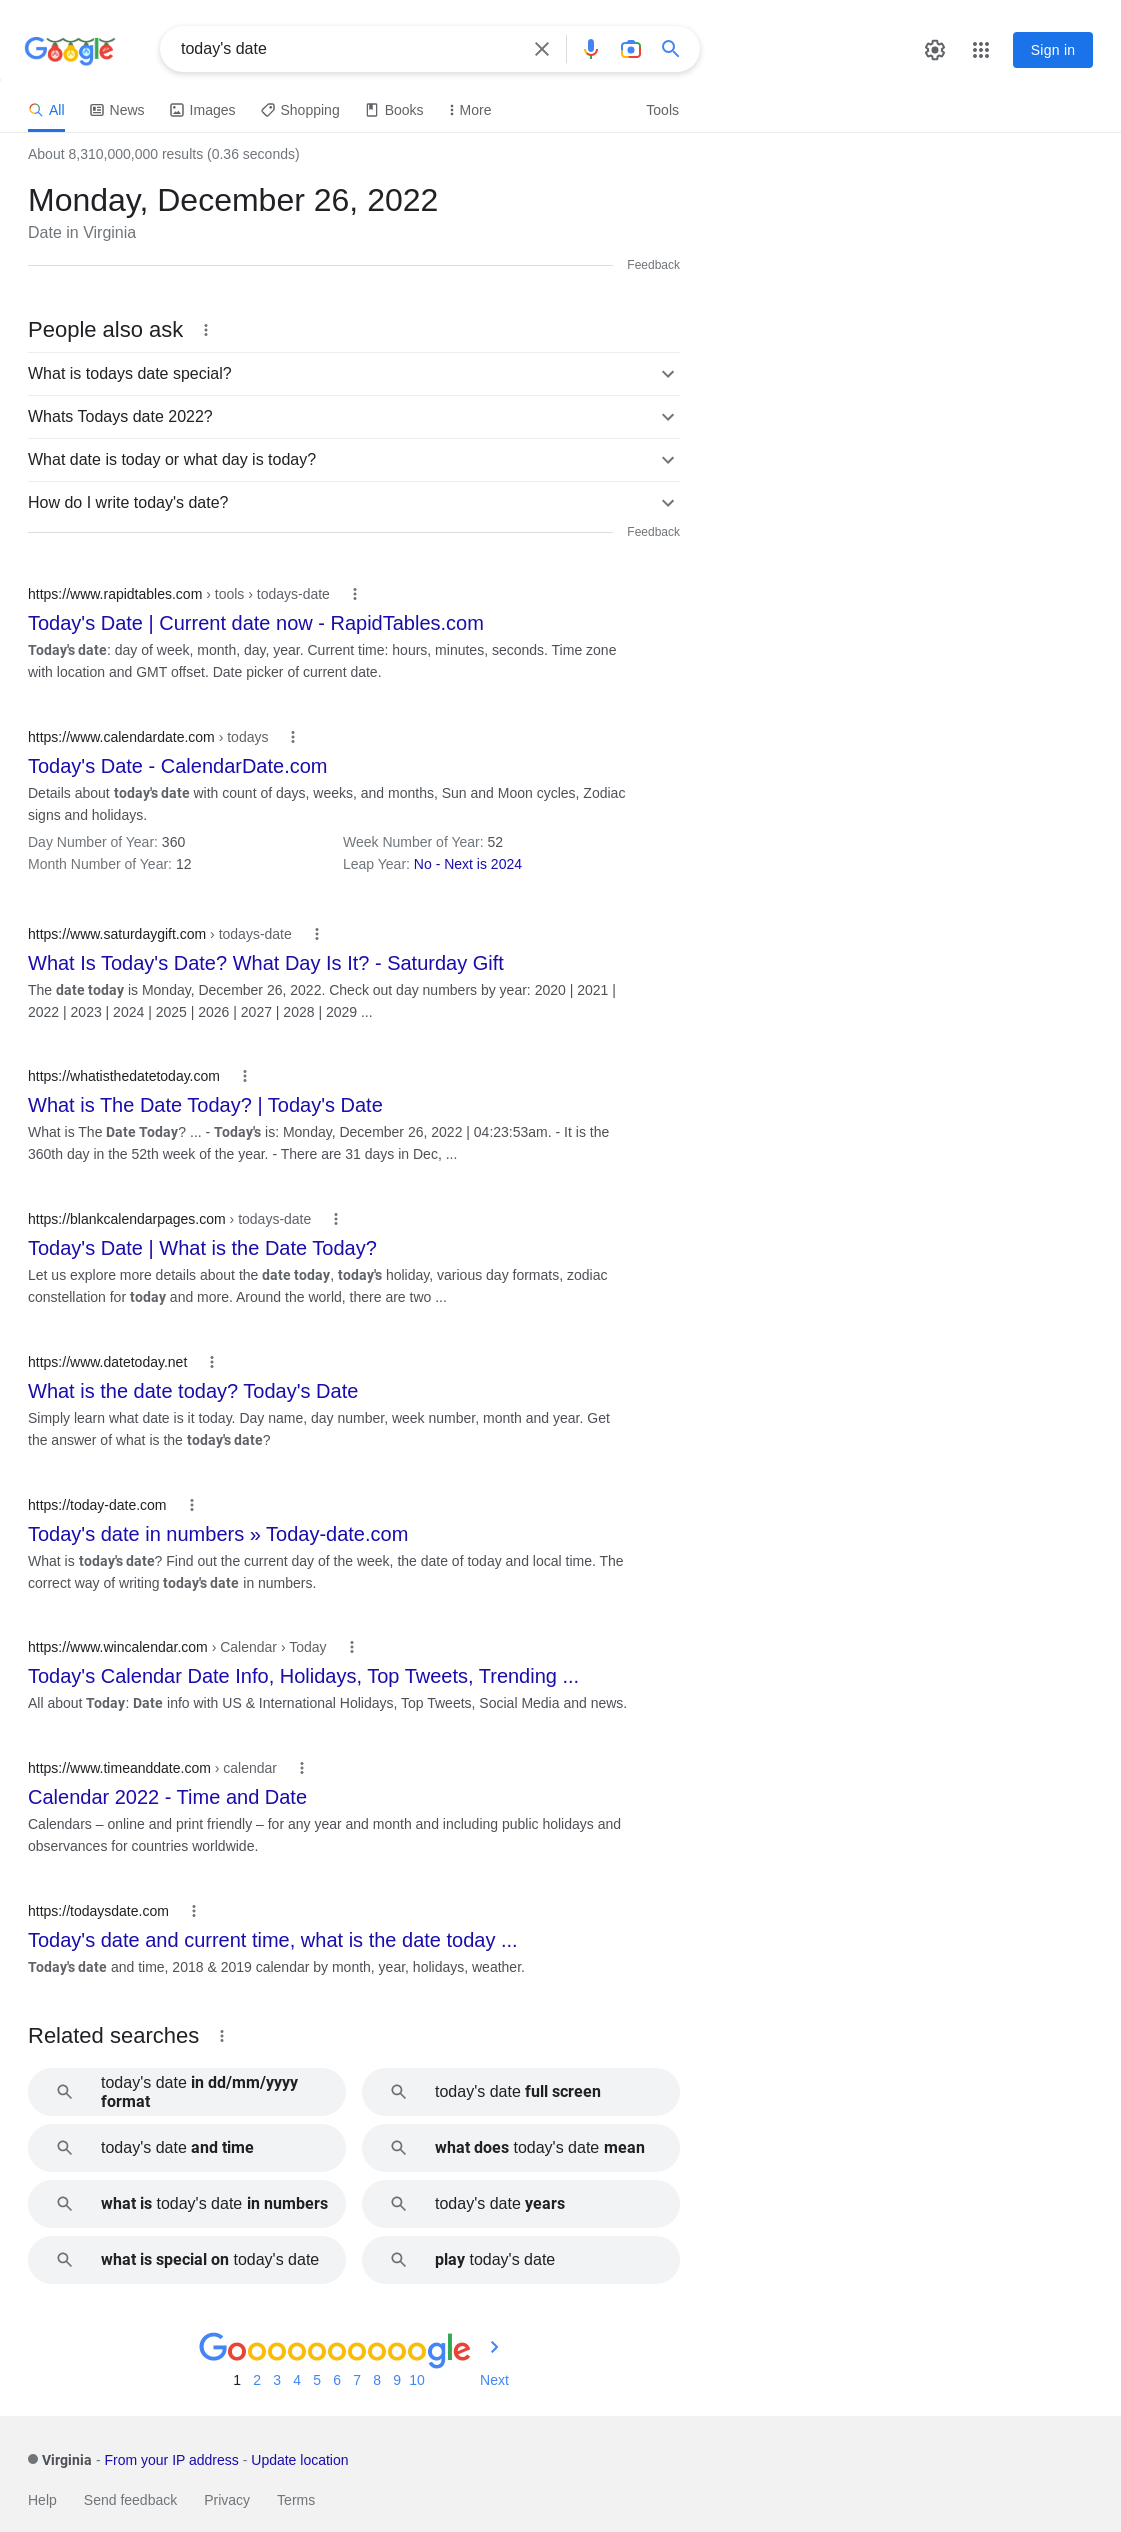 Google
today's date
Sign in
All
News
Images
Shopping
Books
More
Tools
About 8,310,000,000 results (0.36 seconds)
Monday, December 26, 2022
Date in Virginia
Feedback
People also ask
What is todays date special?
Whats Todays date 2022?
What date is today or what day is today?
How do I write today's date?
Feedback
https://www.rapidtables.com › tools › todays-date
Today's Date | Current date now - RapidTables.com
Today's date: day of week, month, day, year. Current time: hours, minutes, seconds. Time zone
with location and GMT offset. Date picker of current date.
https://www.calendardate.com › todays
Today's Date - CalendarDate.com
Details about today's date with count of days, weeks, and months, Sun and Moon cycles, Zodiac
signs and holidays.
Day Number of Year: 360
Week Number of Year: 52
Month Number of Year: 12
Leap Year: No - Next is 2024
https://www.saturdaygift.com › todays-date
What Is Today's Date? What Day Is It? - Saturday Gift
The date today is Monday, December 26, 2022. Check out day numbers by year: 2020 | 2021 |
2022 | 2023 | 2024 | 2025 | 2026 | 2027 | 2028 | 2029 ...
https://whatisthedatetoday.com
What is The Date Today? | Today's Date
What is The Date Today? ... - Today's is: Monday, December 26, 2022 | 04:23:53am. - It is the
360th day in the 52th week of the year. - There are 31 days in Dec, ...
https://blankcalendarpages.com › todays-date
Today's Date | What is the Date Today?
Let us explore more details about the date today, today's holiday, various day formats, zodiac
constellation for today and more. Around the world, there are two ...
https://www.datetoday.net
What is the date today? Today's Date
Simply learn what date is it today. Day name, day number, week number, month and year. Get
the answer of what is the today's date?
https://today-date.com
Today's date in numbers » Today-date.com
What is today's date? Find out the current day of the week, the date of today and local time. The
correct way of writing today's date in numbers.
https://www.wincalendar.com › Calendar › Today
Today's Calendar Date Info, Holidays, Top Tweets, Trending ...
All about Today: Date info with US & International Holidays, Top Tweets, Social Media and news.
https://www.timeanddate.com › calendar
Calendar 2022 - Time and Date
Calendars – online and print friendly – for any year and month and including public holidays and
observances for countries worldwide.
https://todaysdate.com
Today's date and current time, what is the date today ...
Today's date and time, 2018 & 2019 calendar by month, year, holidays, weather.
Related searches
today's date in dd/mm/yyyy
format
today's date full screen
today's date and time
what does today's date mean
what is today's date in numbers
today's date years
what is special on today's date
play today's date
Goooooooooogle
1 2 3 4 5 6 7 8 9 10 Next
Virginia - From your IP address - Update location
Help Send feedback Privacy Terms